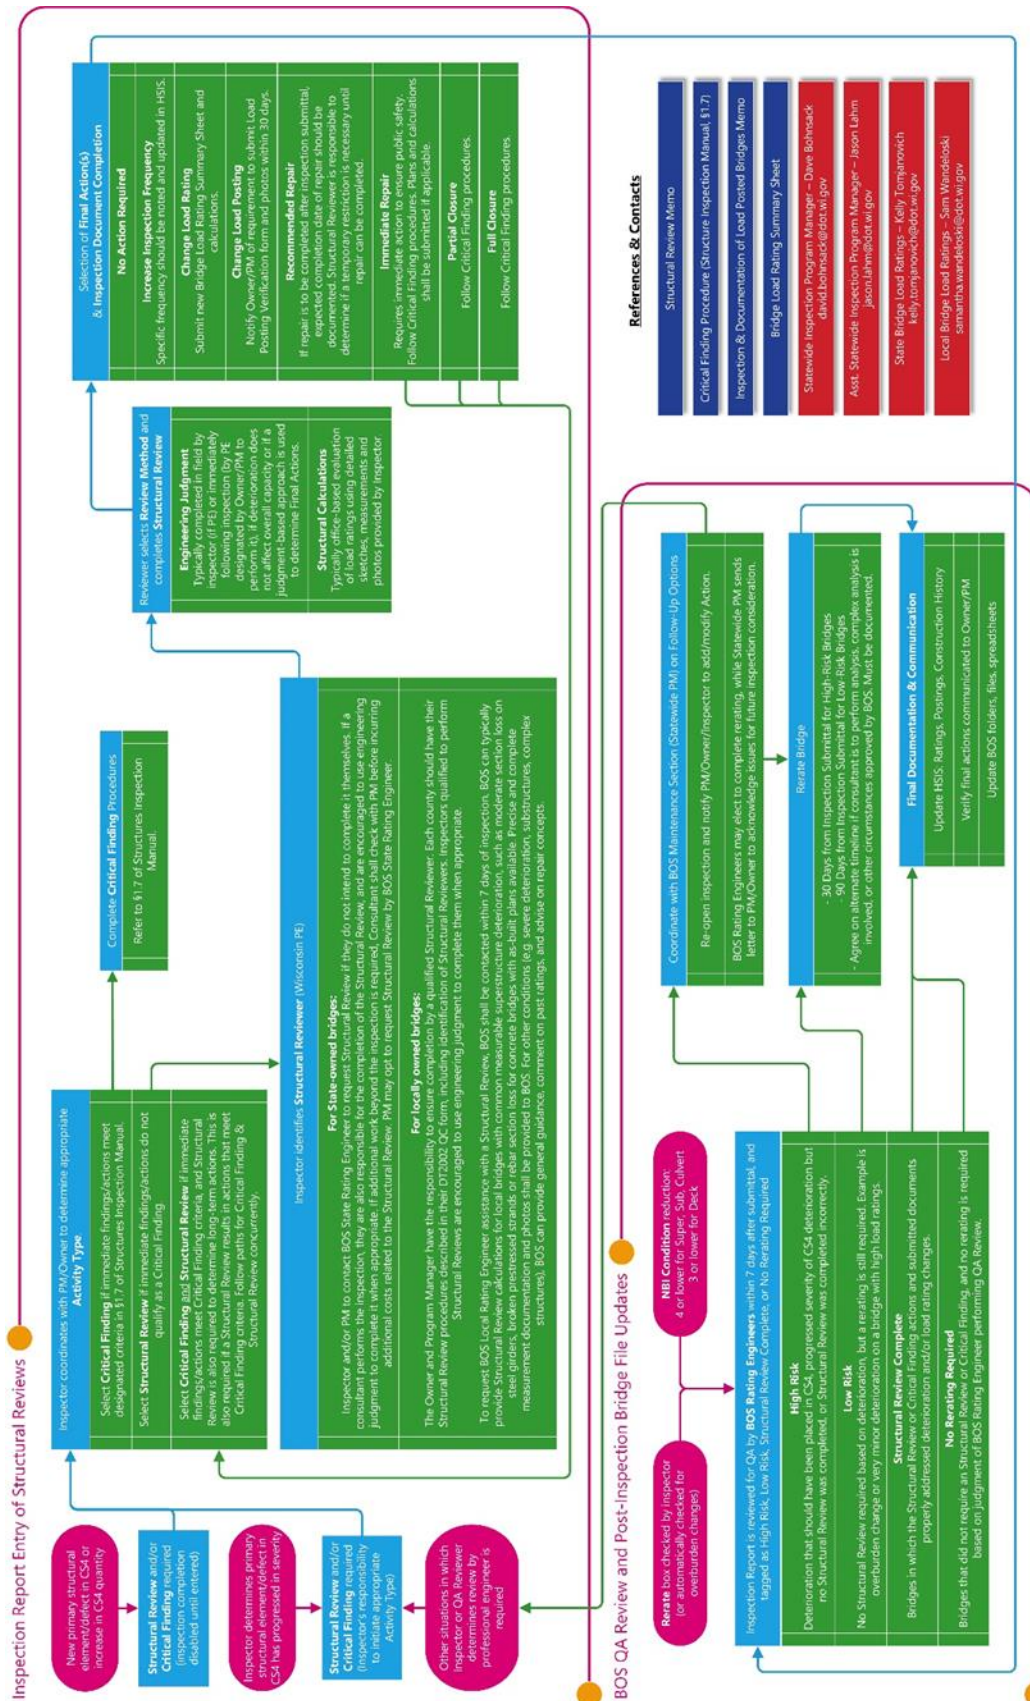 Inspection Report Entry of Structural Reviews
New primary structural
element/defect in CS4 or
increase in CS4 quantity
Structural Review and/or
Critical Finding required
(inspection completion
disabled until entered)
Inspector determines primary
structural element/defect in
CS4 has progressed in severity
Structural Review and/or
Critical Finding required
(Inspector's responsibility
to initiate appropriate
Activity Type)
Other situations in which
Inspector or QA Reviewer
determines review by
professional engineer is
required
Inspector coordinates with PM/Owner to determine appropriate
Activity Type
Select Critical Finding if immediate findings/actions meet
designated criteria in §1.7 of Structures Inspection Manual.
Select Structural Review if immediate findings/actions do not
qualify as a Critical Finding
Select Critical Finding and Structural Review if immediate
findings/actions meet Critical Finding criteria, and Structural
Review is also required to determine long-term actions. This is
also required if a Structural Review results in actions that meet
Critical Finding criteria. Follow paths for Critical Finding &
Structural Review concurrently.
Complete Critical Finding Procedures
Refer to §1.7 of Structures Inspection
Manual.
Inspector identifies Structural Reviewer (Wisconsin PE)
For State-owned bridges:
Inspector and/or PM to contact BOS State Rating Engineer to request Structural Review if they do not intend to complete it themselves. If a
consultant performs the inspection, they are also responsible for the completion of the Structural Review, and are encouraged to use engineering
judgment to complete it when appropriate. If additional work beyond the inspection is required, Consultant shall check with PM before incurring
additional costs related to the Structural Review. PM may opt to request Structural Review by BOS State Rating Engineer.
For locally owned bridges:
The Owner and Program Manager have the responsibility to ensure completion by a qualified Structural Reviewer. Each county should have their
Structural Review procedures described in their DT2002 QC form, including identification of Structural Reviewers. Inspectors qualified to perform
Structural Reviews are encouraged to use engineering judgment to complete them when appropriate
To request BOS Local Rating Engineer assistance with a Structural Review, BOS shall be contacted within 7 days of inspection. BOS can typically
provide Structural Review calculations for local bridges with common measurable superstructure deterioration, such as moderate section loss on
steel girders, broken prestressed strands or rebar section loss for concrete bridges with as-built plans available. Precise and complete
measurement documentation and photos shall be provided to BOS. For other conditions (e.g. severe deterioration, substructures, complex
structures), BOS can provide general guidance, comment on past ratings, and advise on repair concepts.
Reviewer selects Review Method and
completes Structural Review
Engineering Judgment
Typically completed in field by
inspector (if PE) or immediately
following inspection (by PE
designated by Owner/PM to
perform it), if deterioration does
not affect overall capacity or if a
judgment-based approach is used
to determine Final Actions.
Structural Calculations
Typically office-based evaluation
of load ratings using detailed
sketches, measurements and
photos provided by Inspector
Selection of Final Action(s)
& Inspection Document Completion
No Action Required
Increase Inspection Frequency
Specific frequency should be noted and updated in HSIS.
Change Load Rating
Submit new Bridge Load Rating Summary Sheet and
calculations.
Change Load Posting
Notify Owner/PM of requirement to submit Load
Posting Verification form and photos within 30 days.
Recommended Repair
If repair is to be completed after inspection submittal,
expected completion date of repair should be
documented. Structural Reviewer is responsible to
determine if a temporary restriction is necessary until
repair can be completed.
Immediate Repair
Requires immediate action to ensure public safety.
Follow Critical Finding procedures. Plans and calculations
shall be submitted if applicable.
Partial Closure
Follow Critical Finding procedures.
Full Closure
Follow Critical Finding procedures.
BOS QA Review and Post-Inspection Bridge File Updates
Rerate box checked by inspector
(or automatically checked for
overburden changes)
NBI Condition reduction:
4 or lower for Super, Sub, Culvert
3 or lower for Deck
Inspection Report is reviewed for QA by BOS Rating Engineers within 7 days after submittal, and
tagged as High Risk, Low Risk, Structural Review Complete, or No Rerating Required
High Risk
Deterioration that should have been placed in CS4, progressed severity of CS4 deterioration but
no Structural Review was completed, or Structural Review was completed incorrectly.
Low Risk
No Structural Review required based on deterioration, but a rerating is still required. Example is
overburden change or very minor deterioration on a bridge with high load ratings.
Structural Review Complete
Bridges in which the Structural Review or Critical Finding actions and submitted documents
properly addressed deterioration and/or load rating changes.
No Rerating Required
Bridges that did not require an Structural Review or Critical Finding, and no rerating is required
based on judgment of BOS Rating Engineer performing QA Review.
Coordinate with BOS Maintenance Section (Statewide PM) on Follow-Up Options
Re-open inspection and notify PM/Owner/Inspector to add/modify Action.
BOS Rating Engineers may elect to complete rerating, while Statewide PM sends
letter to PM/Owner to acknowledge issues for future inspection consideration.
Rerate Bridge
- 30 Days from Inspection Submittal for High-Risk Bridges
- 90 Days from Inspection Submittal for Low-Risk Bridges
- Agree on alternate timeline if consultant is to perform analysis, complex analysis is
involved, or other circumstances approved by BOS. Must be documented.
Final Documentation & Communication
Update HSIS, Ratings, Postings, Construction History
Verify final actions communicated to Owner/PM
Update BOS folders, files, spreadsheets
References & Contacts
Structural Review Memo
Critical Finding Procedure (Structure Inspection Manual, §1.7)
Inspection & Documentation of Load Posted Bridges Memo
Bridge Load Rating Summary Sheet
Statewide Inspection Program Manager – Dave Bohnsack
david.bohnsack@dot.wi.gov
Asst. Statewide Inspection Program Manager – Jason Lahm
jason.lahm@dot.wi.gov
State Bridge Load Ratings – Kelly Tomjanovich
kelly.tomjanovich@dot.wi.gov
Local Bridge Load Ratings – Sam Wandeloski
samantha.wandeloski@dot.wi.gov